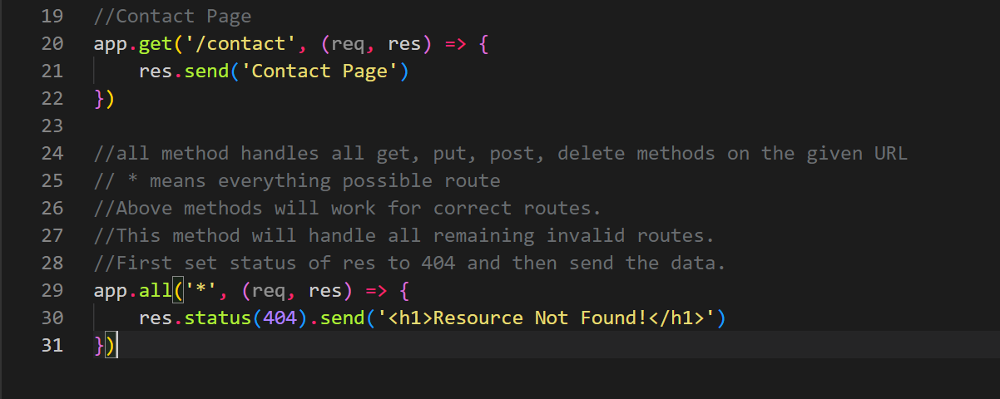 19 //Contact Page
20 app.get('/contact', (req, res) => {
21     res.send('Contact Page')
22 })
23
24 //all method handles all get, put, post, delete methods on the given URL
25 // * means everything possible route
26 //Above methods will work for correct routes.
27 //This method will handle all remaining invalid routes.
28 //First set status of res to 404 and then send the data.
29 app.all('*', (req, res) => {
30     res.status(404).send('<h1>Resource Not Found!</h1>')
31 })